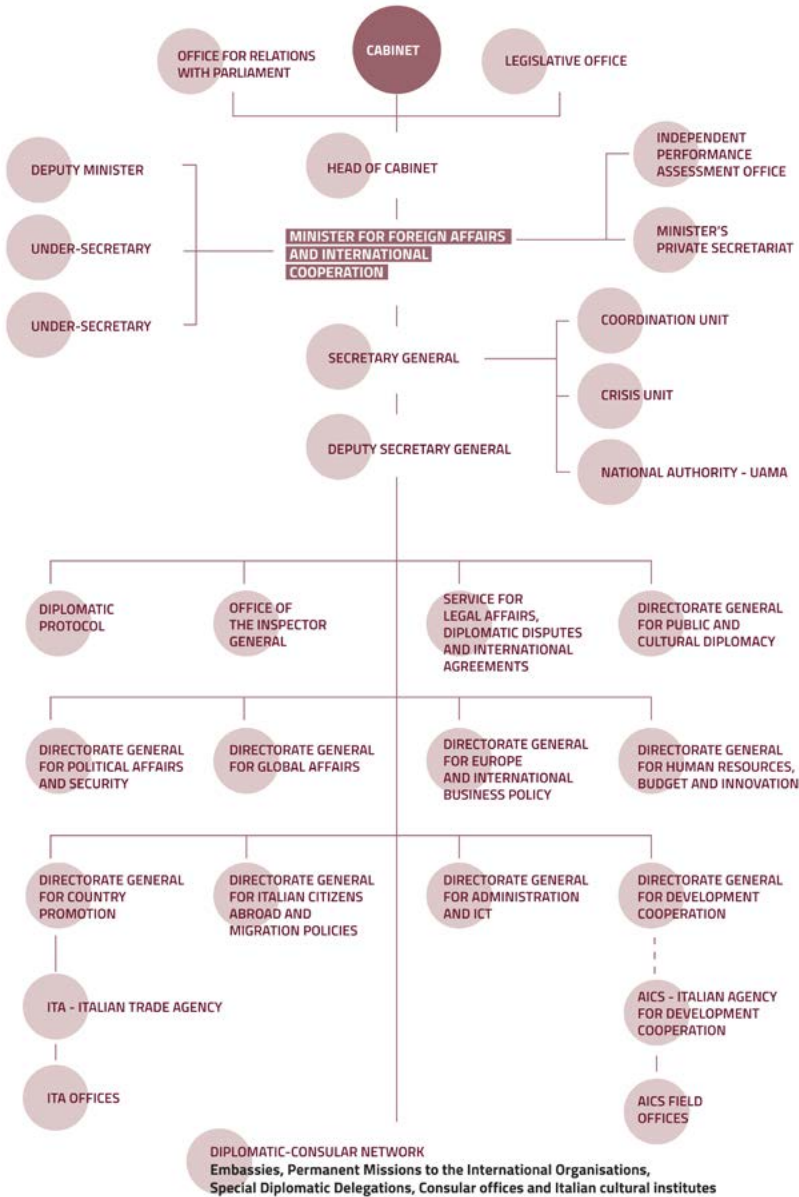 CABINET
OFFICE FOR RELATIONS
WITH PARLIAMENT
LEGISLATIVE OFFICE
DEPUTY MINISTER
HEAD OF CABINET
INDEPENDENT
PERFORMANCE
ASSESSMENT OFFICE
UNDER-SECRETARY
MINISTER FOR FOREIGN AFFAIRS
AND INTERNATIONAL
COOPERATION
MINISTER'S
PRIVATE SECRETARIAT
UNDER-SECRETARY
COORDINATION UNIT
SECRETARY GENERAL
CRISIS UNIT
DEPUTY SECRETARY GENERAL
NATIONAL AUTHORITY - UAMA
DIPLOMATIC
PROTOCOL
OFFICE OF
THE INSPECTOR
GENERAL
SERVICE FOR
LEGAL AFFAIRS,
DIPLOMATIC DISPUTES
AND INTERNATIONAL
AGREEMENTS
DIRECTORATE GENERAL
FOR PUBLIC AND
CULTURAL DIPLOMACY
DIRECTORATE GENERAL
FOR POLITICAL AFFAIRS
AND SECURITY
DIRECTORATE GENERAL
FOR GLOBAL AFFAIRS
DIRECTORATE GENERAL
FOR EUROPE
AND INTERNATIONAL
BUSINESS POLICY
DIRECTORATE GENERAL
FOR HUMAN RESOURCES,
BUDGET AND INNOVATION
DIRECTORATE GENERAL
FOR COUNTRY
PROMOTION
DIRECTORATE GENERAL
FOR ITALIAN CITIZENS
ABROAD AND
MIGRATION POLICIES
DIRECTORATE GENERAL
FOR ADMINISTRATION
AND ICT
DIRECTORATE GENERAL
FOR DEVELOPMENT
COOPERATION
ITA - ITALIAN TRADE AGENCY
AICS - ITALIAN AGENCY
FOR DEVELOPMENT
COOPERATION
ITA OFFICES
AICS FIELD
OFFICES
DIPLOMATIC-CONSULAR NETWORK
Embassies, Permanent Missions to the International Organisations,
Special Diplomatic Delegations, Consular offices and Italian cultural institutes